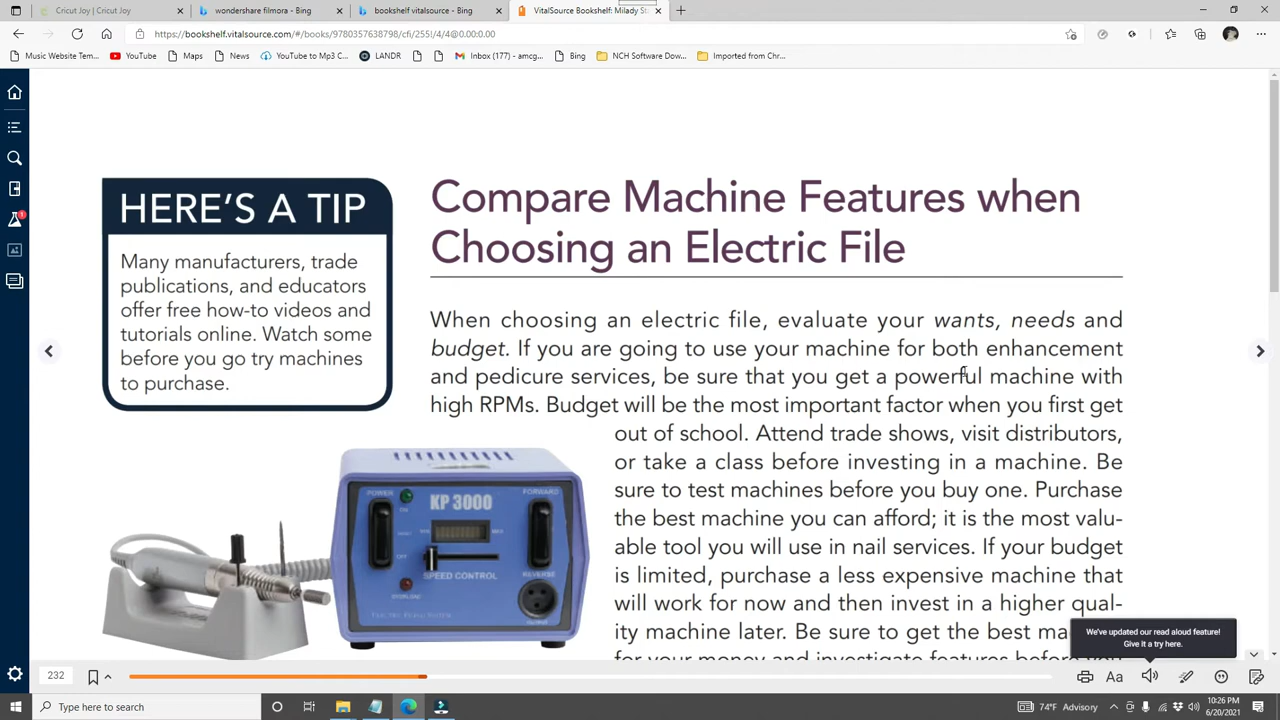 Cricut Joy | Cricut Joy
wondershare filmora - Bing
bookshelf vitalsource - Bing
VitalSource Bookshelf: Milady St
https://bookshelf.vitalsource.com/#/books/9780357638798/cfi/255!/4/4@0.00:0.00
Music Website Tem...
YouTube
Maps
News
YouTube to Mp3 C...
LANDR
Inbox (177) - amcg...
Bing
NCH Software Dow...
Imported from Chr...
HERE'S A TIP
Many manufacturers, trade
publications, and educators
offer free how-to videos and
tutorials online. Watch some
before you go try machines
to purchase.
Compare Machine Features when
Choosing an Electric File
When choosing an electric file, evaluate your wants, needs and
budget. If you are going to use your machine for both enhancement
and pedicure services, be sure that you get a powerful machine with
high RPMs. Budget will be the most important factor when you first get
out of school. Attend trade shows, visit distributors,
or take a class before investing in a machine. Be
sure to test machines before you buy one. Purchase
the best machine you can afford; it is the most valu-
able tool you will use in nail services. If your budget
is limited, purchase a less expensive machine that
will work for now and then invest in a higher qual-
ity machine later. Be sure to get the best
for your money and investigate features before you
POWER
ON
OFF
KP 3000
MAX
SPEED CONTROL
FORWARD
REVERSE
We've updated our read aloud feature!
Give it a try here.
232
Aa
Type here to search
74°F Advisory
10:26 PM
6/20/2021